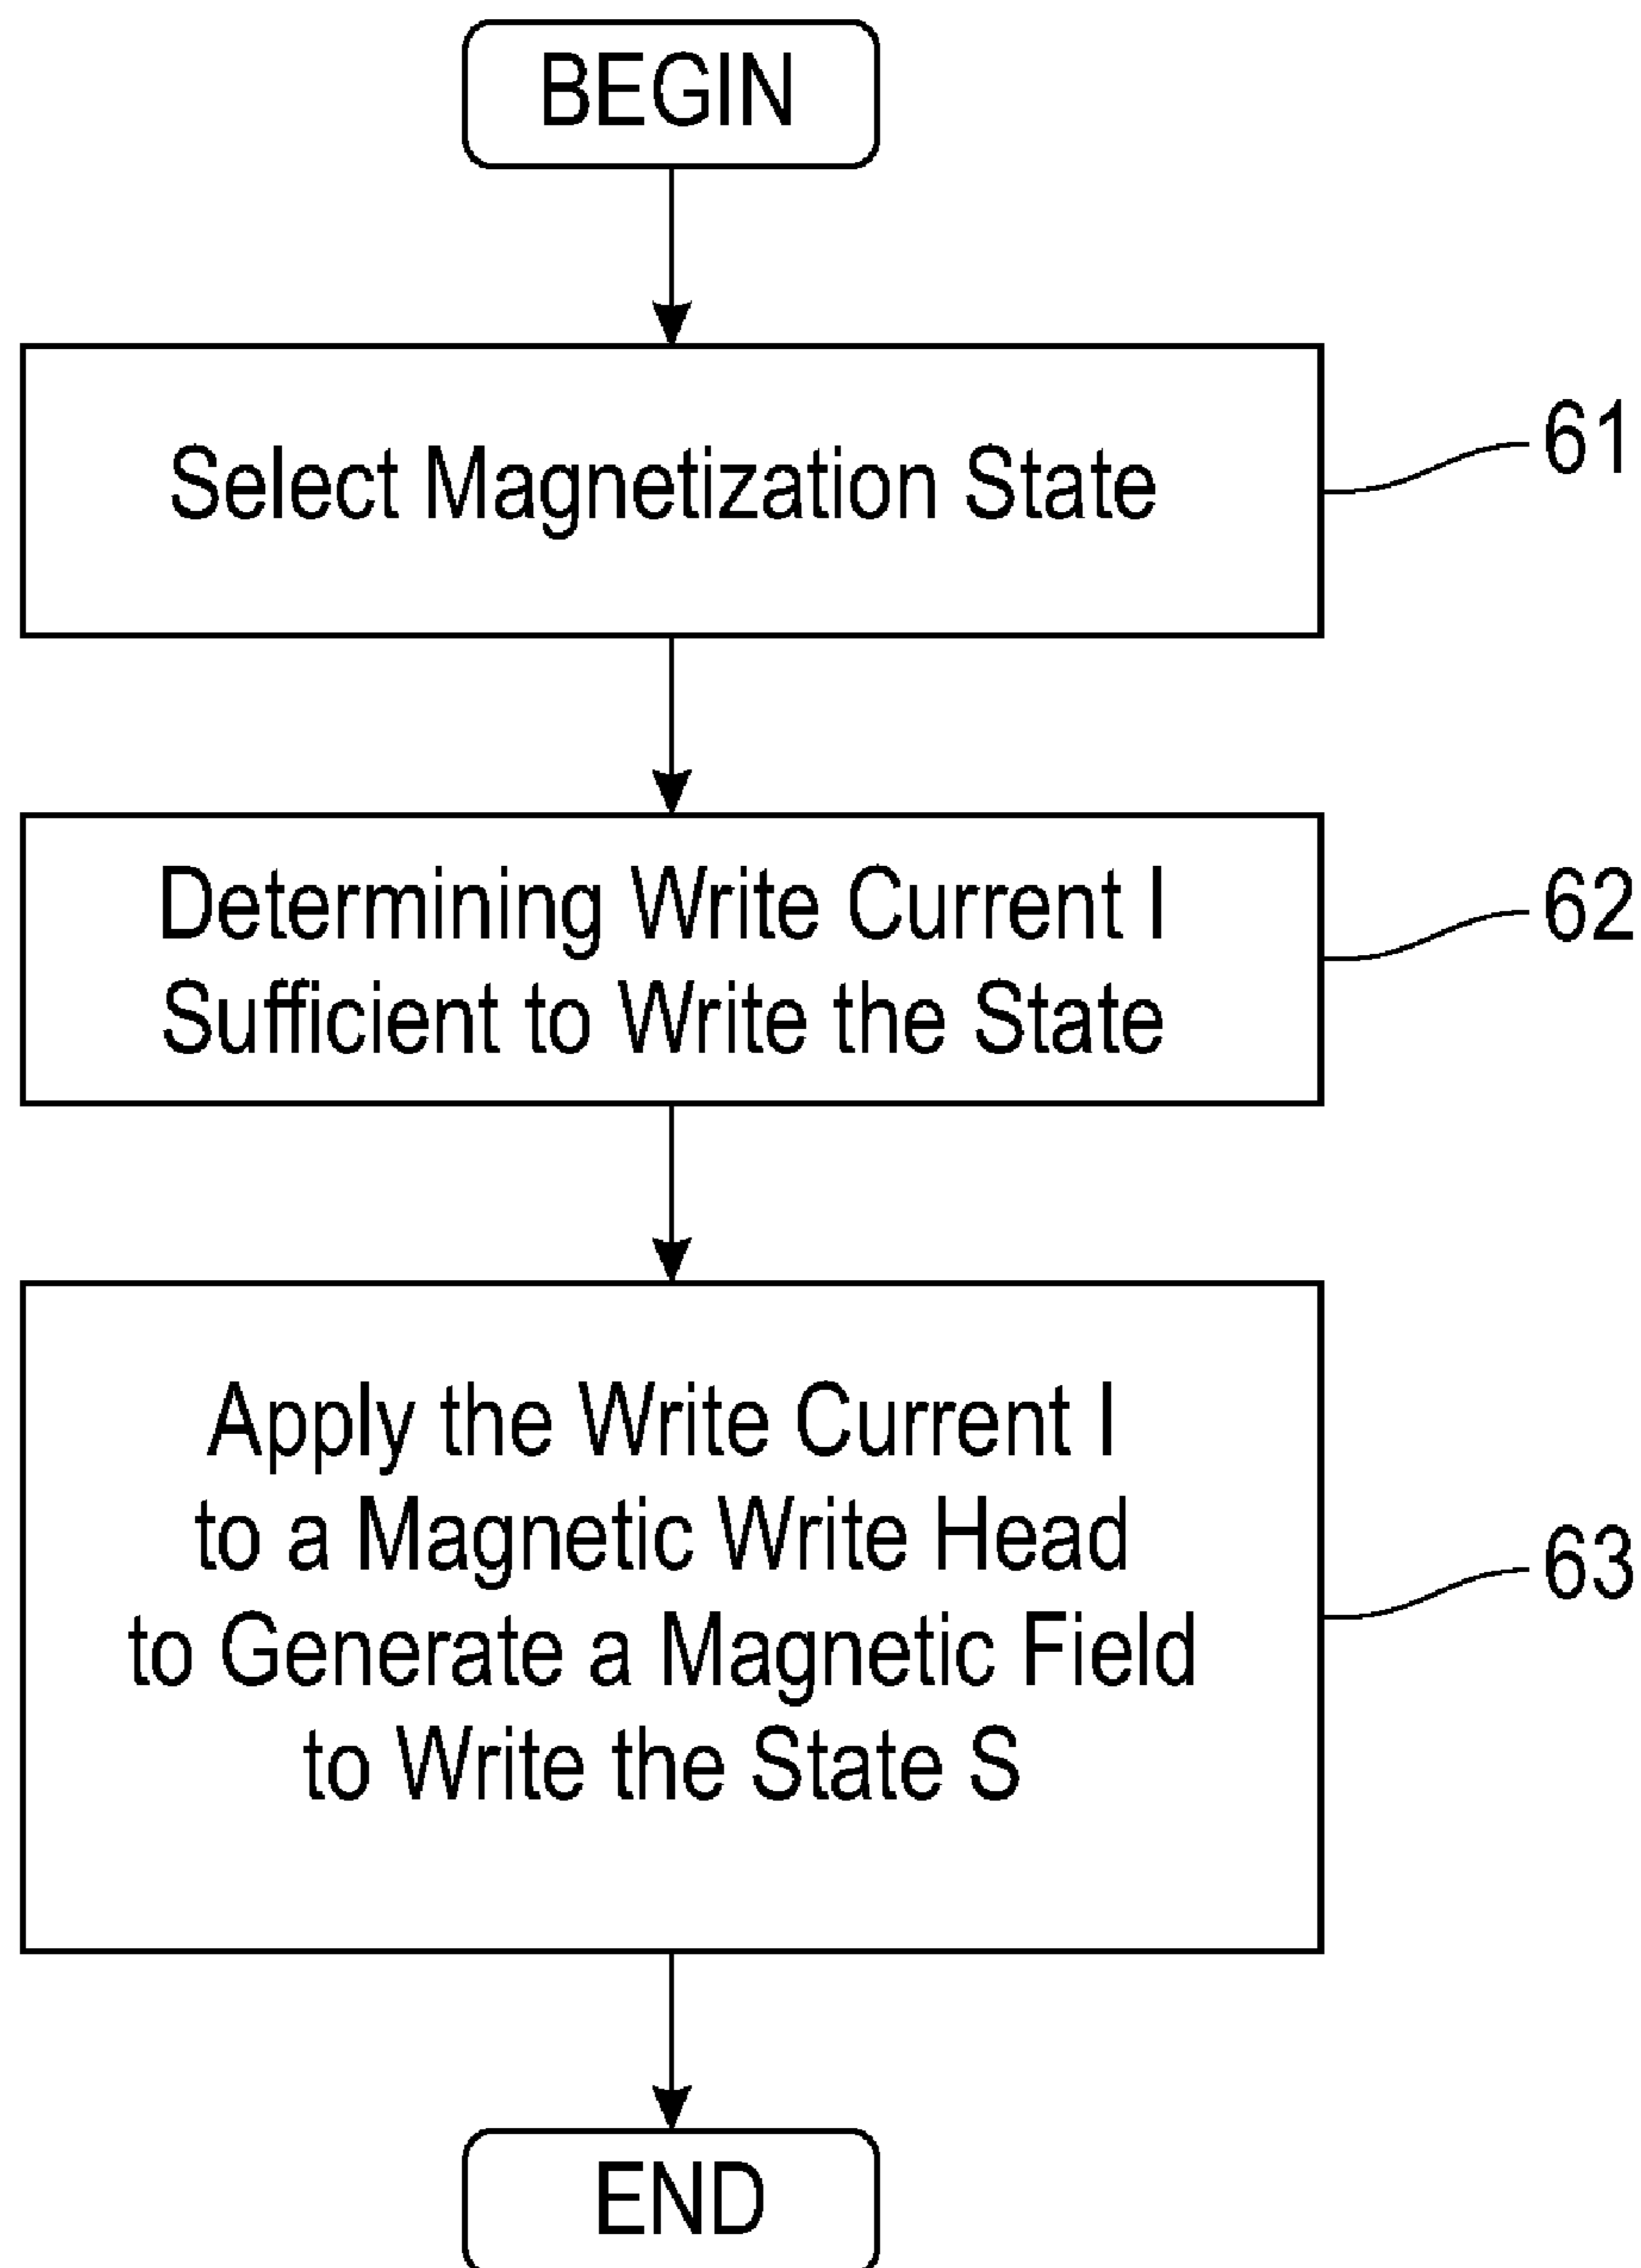 BEGIN
Select Magnetization State
61
Determining Write Current I
Sufficient to Write the State
62
Apply the Write Current I
to a Magnetic Write Head
to Generate a Magnetic Field
to Write the State S
63
END